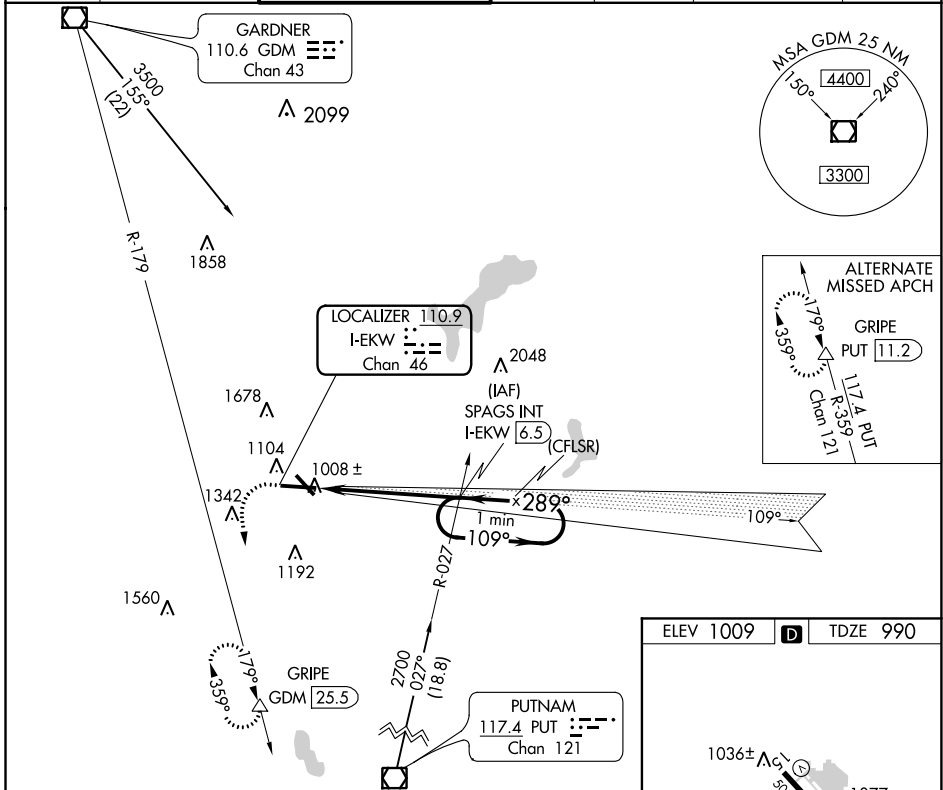 GARDNER
110.6 GDM
Chan 43
3500
155°
(22)
2099
MSA GDM 25 NM
150°
4400
240°
3300
R-179
1858
ALTERNATE
MISSED APCH
179°
359°
GRIPE
PUT 11.2
117.4 PUT
R-359
Chan 121
LOCALIZER 110.9
I-EKW
Chan 46
2048
(IAF)
SPAGS INT
I-EKW 6.5
(CFLSR)
1678
1104
1008 ±
1342
289°
1 min
109°
109°
1192
R-027
1560
2700
027°
(18.8)
179°
359°
GRIPE
GDM 25.5
PUTNAM
117.4 PUT
Chan 121
ELEV 1009 D TDZE 990
1036±
15
V
50